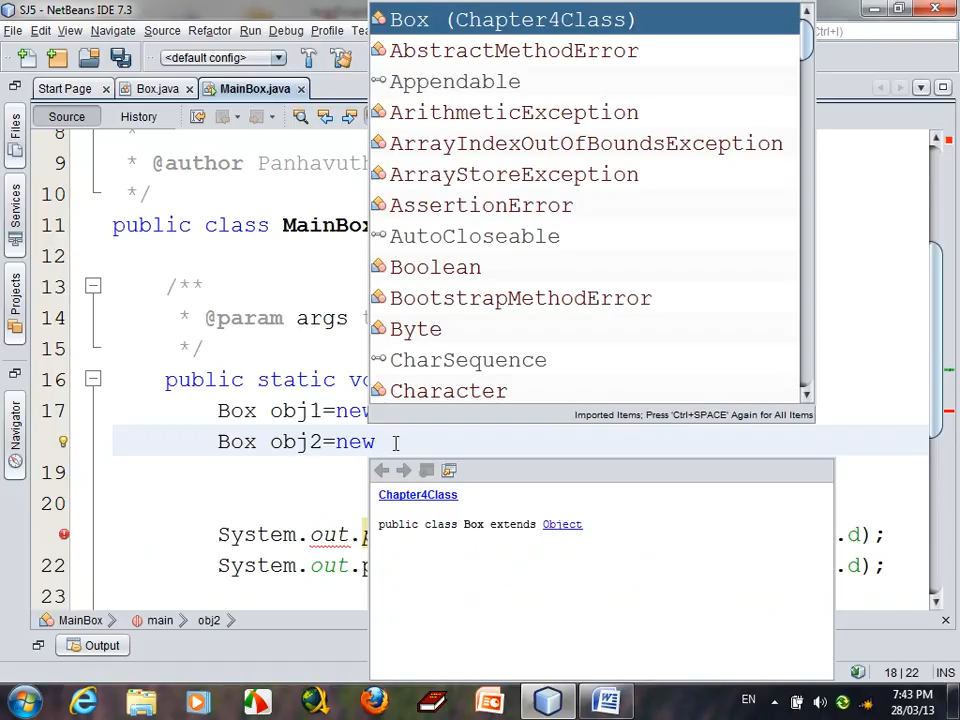 SJ5 - NetBeans IDE 7.3
File Edit View Navigate Source Refactor Run Debug Profile
<default config>
Start Page
Box.java
MainBox.java
Source
History
Files
Services
Projects
Navigator
8
9 * @author Panhavuth
10 */
11 public class MainBox
12
13 /**
14 * @param args
15 */
16 public static
17 Box obj1=new
Box obj2=new
19
20
System.out. .d);
22 System.out. .d);
23
Box (Chapter4Class)
AbstractMethodError
Appendable
ArithmeticException
ArrayIndexOutOfBoundsException
ArrayStoreException
AssertionError
AutoCloseable
Boolean
BootstrapMethodError
Byte
CharSequence
Character
Imported Items; Press 'Ctrl+SPACE' Again for All Items
Chapter4Class
public class Box extends Object
MainBox main obj2
Output
18 | 22 INS
EN
7:43 PM
28/03/13